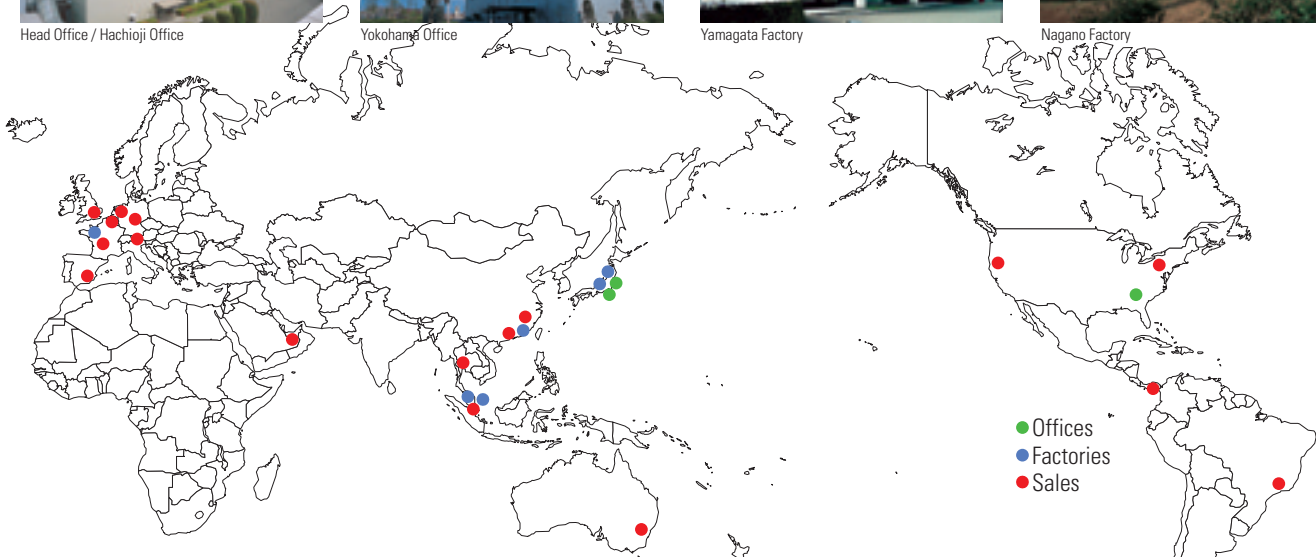 Head Office / Hachioji Office
Yokohama Office
Yamagata Factory
Nagano Factory
Offices
Factories
Sales